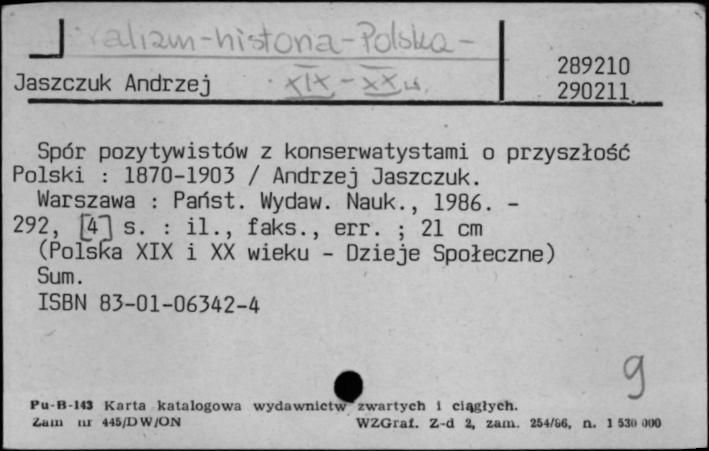 -historia-Polska-
289210
Jaszczuk Andrzej XIX-XX w.
290211.
Spór pozytywistów z konserwatystami o przyszłość
Polski : 1870-1903 / Andrzej Jaszczuk.
Warszawa : Państ. Wydaw. Nauk., 1986. -
292, [4] s. : il., faks., err. ; 21 cm
(Polska XIX i XX wieku - Dzieje Społeczne)
Sum.
ISBN 83-01-06342-4
9
Pu-B-143 Karta katalogowa wydawnictw zwartych i ciągłych.
Zam nr 445/DW/ON WZGraf. Z-d 2, zam. 254/86, n. 1 530 000